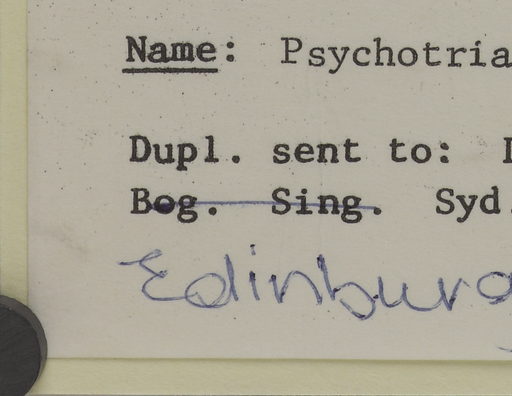 Name: Psychotria
Dupl. sent to:
Bog. Sing. Syd.
Edinburg